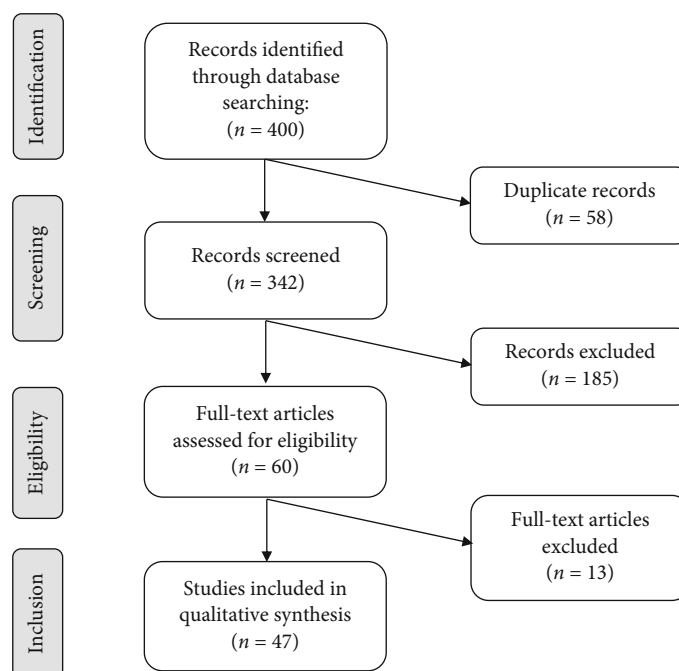 Identification
Records identified
through database
searching:
(n = 400)
Duplicate records
(n = 58)
Screening
Records screened
(n = 342)
Records excluded
(n = 185)
Eligibility
Full-text articles
assessed for eligibility
(n = 60)
Full-text articles
excluded
(n = 13)
Inclusion
Studies included in
qualitative synthesis
(n = 47)